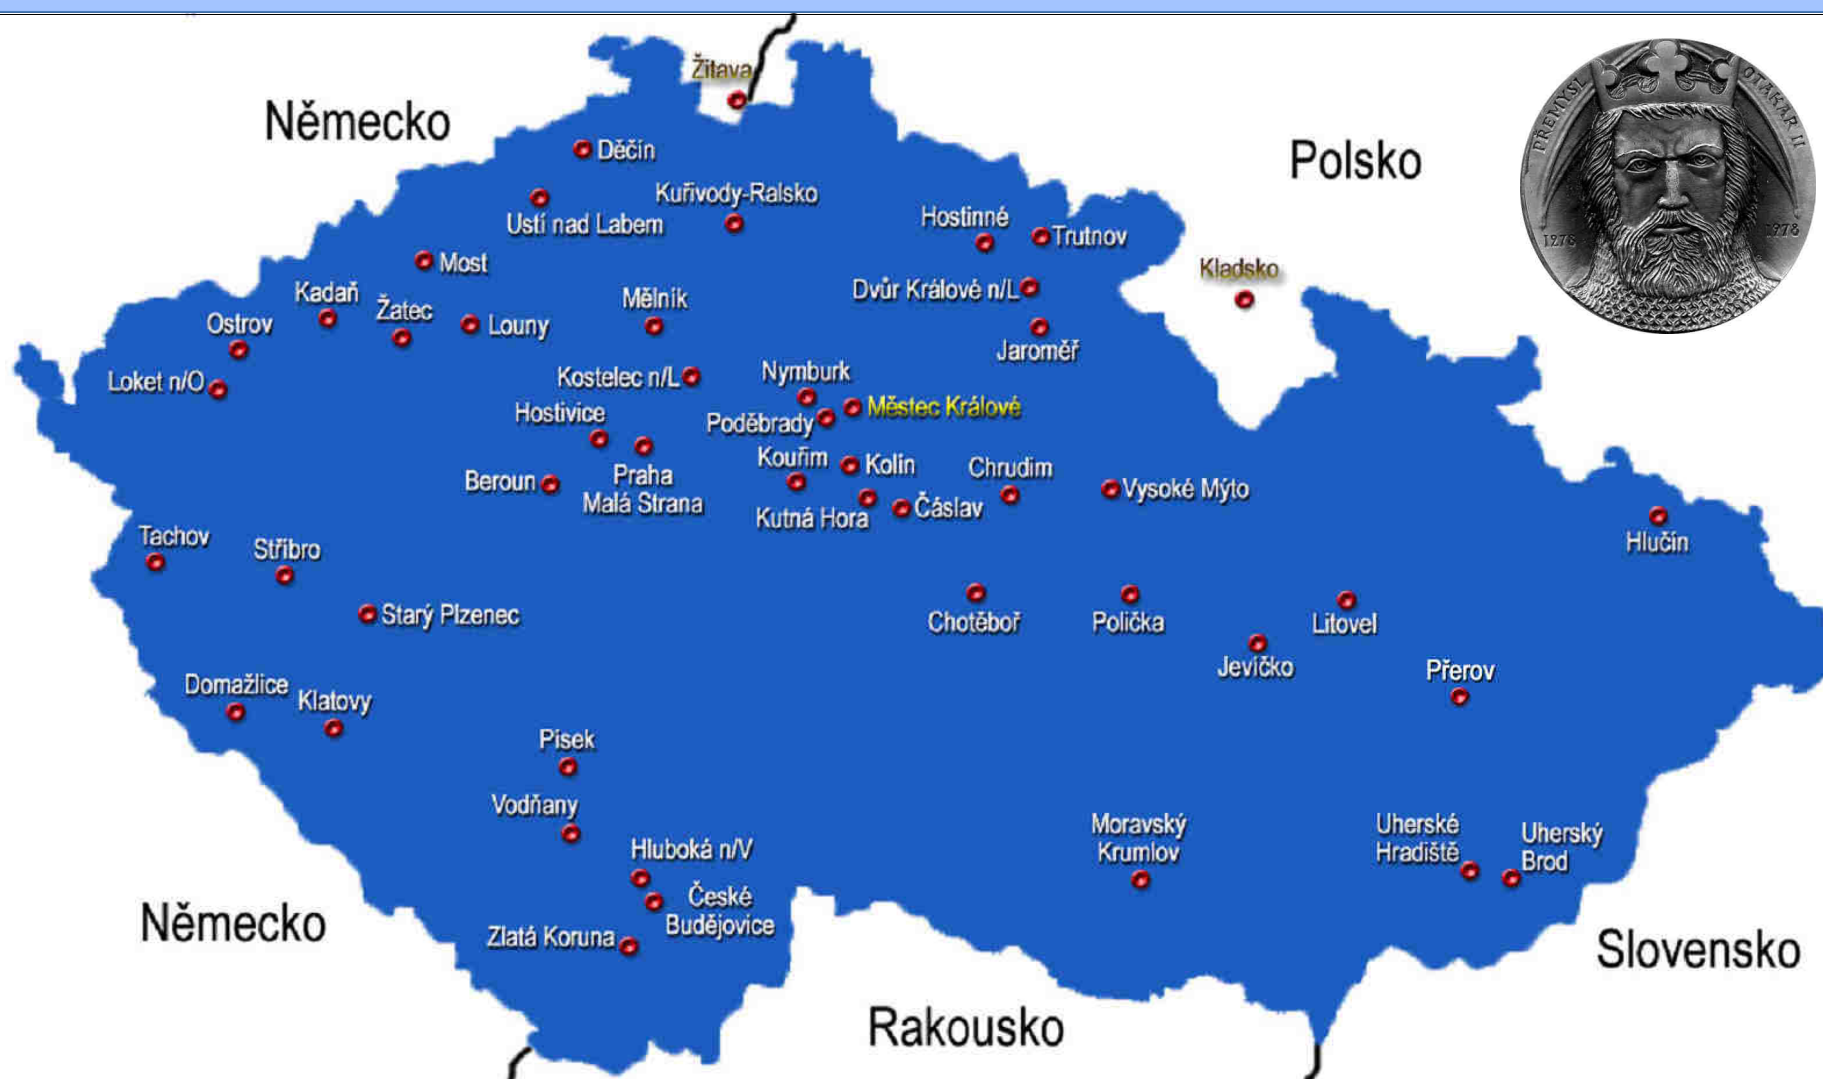 Žitava
Německo
Děčín
Polsko
PŘEMYSL OTAKAR II
1278 1978
Ustí nad Labem
Kuřivody-Ralsko
Hostinné
Trutnov
Most
Kladsko
Kadaň
Žatec
Mělník
Dvůr Králové n/L
Ostrov
Louny
Jaroměř
Loket n/O
Kostelec n/L
Nymburk
Hostivice
Poděbrady
Městec Králové
Beroun
Praha
Malá Strana
Kouřim
Kolín
Chrudim
Vysoké Mýto
Kutná Hora
Čáslav
Tachov
Stříbro
Hlučín
Starý Plzenec
Chotěboř
Polička
Litovel
Jevíčko
Přerov
Domažlice
Klatovy
Písek
Vodňany
Moravský
Krumlov
Uherské
Hradiště
Uherský
Brod
Hluboká n/V
České
Budějovice
Zlatá Koruna
Německo
Slovensko
Rakousko